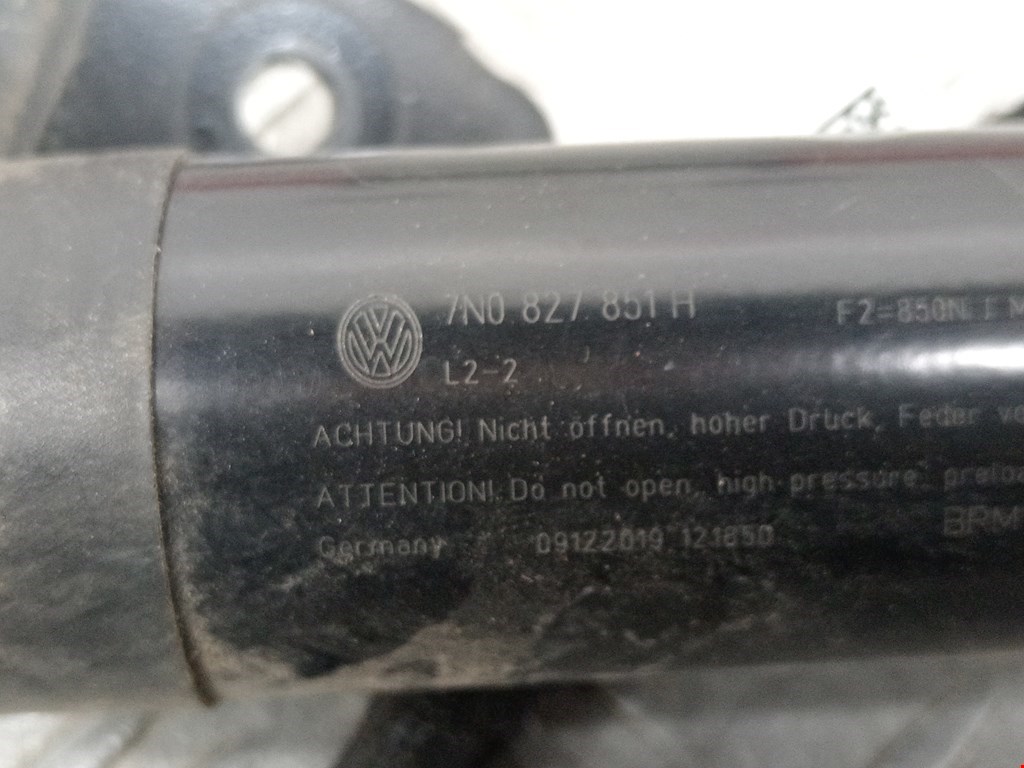 7N0 827 851 H
F2=850N
L2-2
ACHTUNG! Nicht öffnen, hoher Druck, Feder
ATTENTION! Do not open, high pressure,
Germany 09122019 121850
BRM